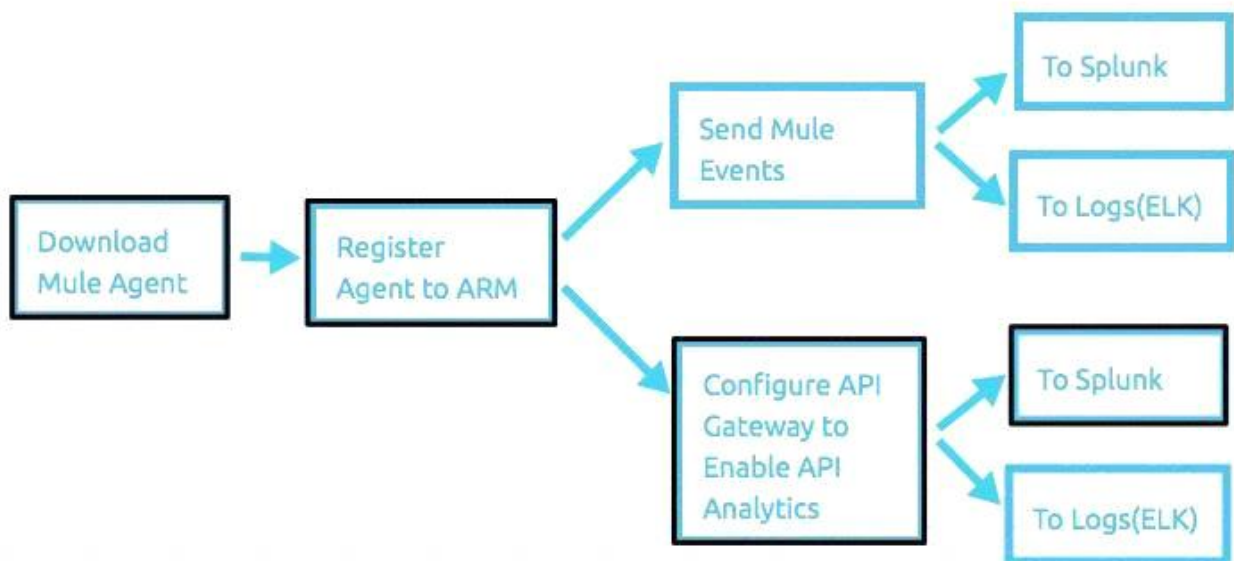 Download
Mule Agent
Register
Agent to ARM
Send Mule
Events
To Splunk
To Logs(ELK)
Configure API
Gateway to
Enable API
Analytics
To Splunk
To Logs(ELK)